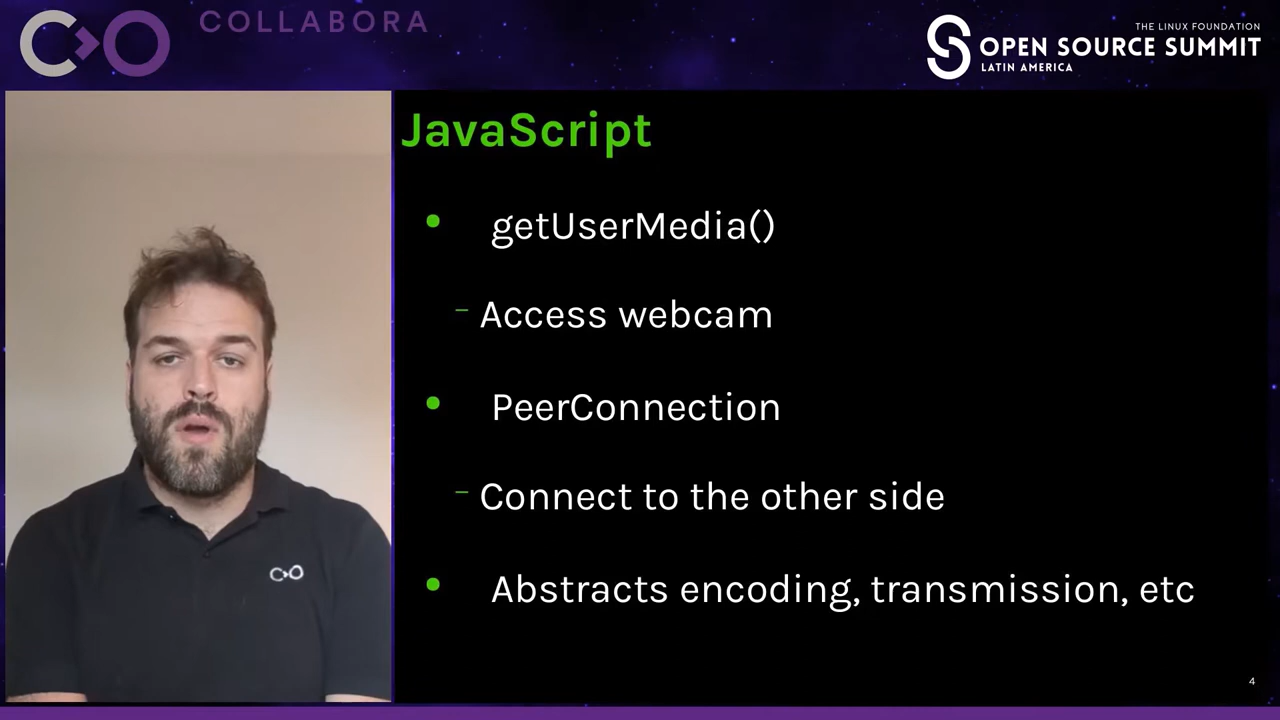 COLLABORA
THE LINUX FOUNDATION
OPEN SOURCE SUMMIT
LATIN AMERICA
JavaScript
• getUserMedia()
– Access webcam
• PeerConnection
– Connect to the other side
• Abstracts encoding, transmission, etc
4